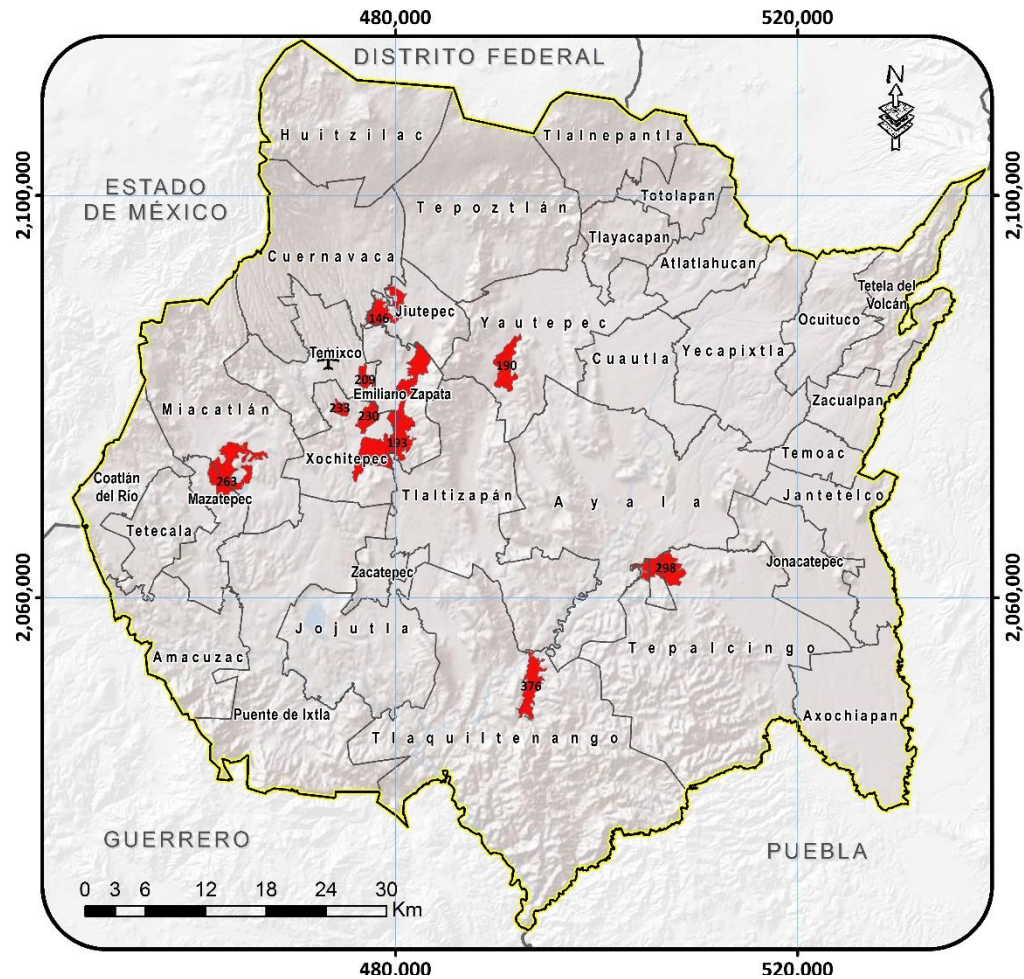 480,000
520,000
DISTRITO FEDERAL
N
Huitzilac
Tlalnepantla
ESTADO
DE MÉXICO
2,100,000
2,100,000
Totolapan
Tepoztlán
Tlayacapan
Cuernavaca
Atlatlahucan
Tetela del
Volcán
Jiutepec
146
Yautepec
Ocuituco
Temixco
Cuautla
Yecapixtla
190
209
Emiliano Zapata
Zacualpan
233
230
Miacatlán
193
Xochitepec
Temoac
Coatlán
del Río
263
Mazatepec
Tlaltizapán
Ayala
Jantetelco
Tetecala
Zacatepec
298
Jonacatepec
2,060,000
2,060,000
Jojutla
Tepalcingo
Amacuzac
376
Puente de Ixtla
Axochiapan
Tlaquiltenango
GUERRERO
PUEBLA
0 3 6 12 18 24 30
Km
480,000
520,000